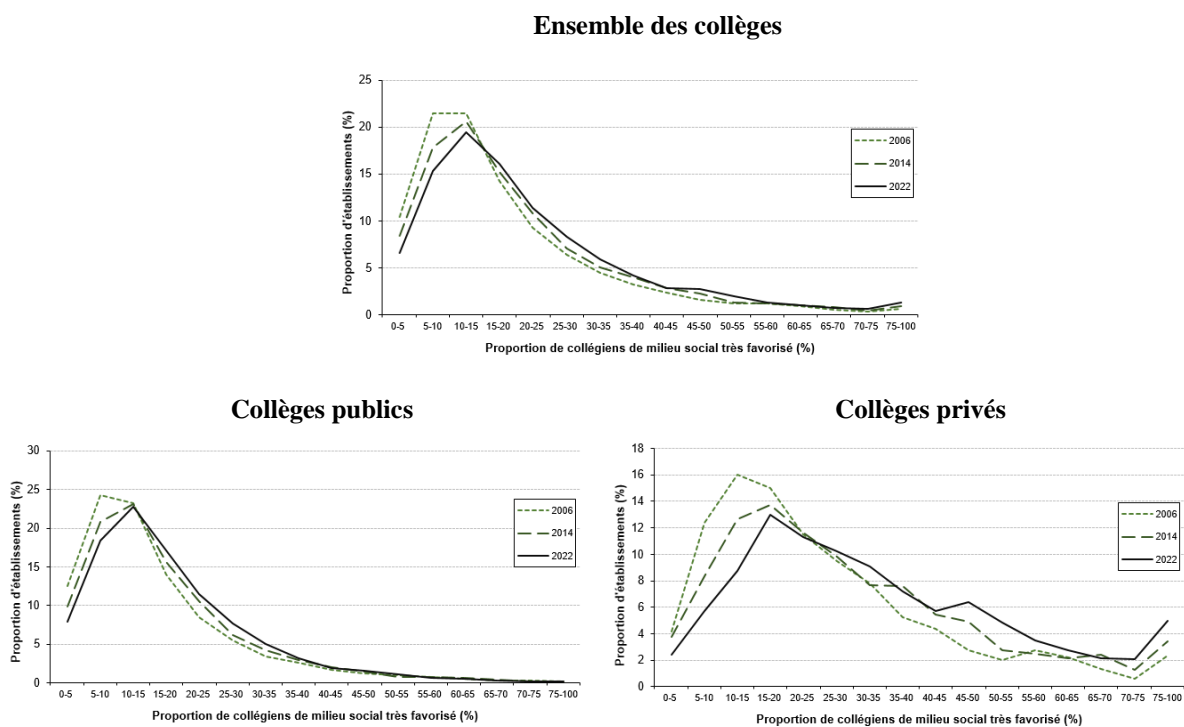 Ensemble des collèges
Proportion d'établissements (%)
25
20
15
10
5
0
2006
2014
2022
0-5 5-10 10-15 15-20 20-25 25-30 30-35 35-40 40-45 45-50 50-55 55-60 60-65 65-70 70-75 75-100
Proportion de collégiens de milieu social très favorisé (%)
Collèges publics
Proportion d'établissements (%)
30
25
20
15
10
5
0
2006
2014
2022
0-5 5-10 10-15 15-20 20-25 25-30 30-35 35-40 40-45 45-50 50-55 55-60 60-65 65-70 70-75 75-100
Proportion de collégiens de milieu social très favorisé (%)
Collèges privés
Proportion d'établissements (%)
18
16
14
12
10
8
6
4
2
0
2006
2014
2022
0-5 5-10 10-15 15-20 20-25 25-30 30-35 35-40 40-45 45-50 50-55 55-60 60-65 65-70 70-75 75-100
Proportion de collégiens de milieu social très favorisé (%)